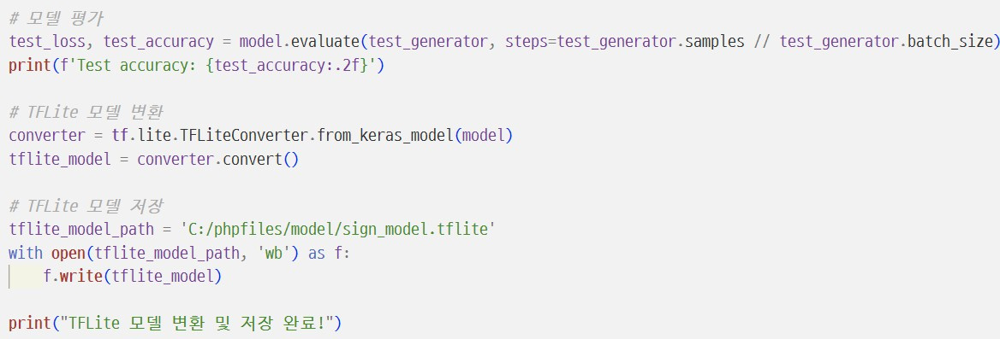 # 모델 평가
test_loss, test_accuracy = model.evaluate(test_generator, steps=test_generator.samples // test_generator.batch_size)
print(f'Test accuracy: {test_accuracy:.2f}')
# TFLite 모델 변환
converter = tf.lite.TFLiteConverter.from_keras_model(model)
tflite_model = converter.convert()
# TFLite 모델 저장
tflite_model_path = 'C:/phpfiles/model/sign_model.tflite'
with open(tflite_model_path, 'wb') as f:
    f.write(tflite_model)
print("TFLite 모델 변환 및 저장 완료!")